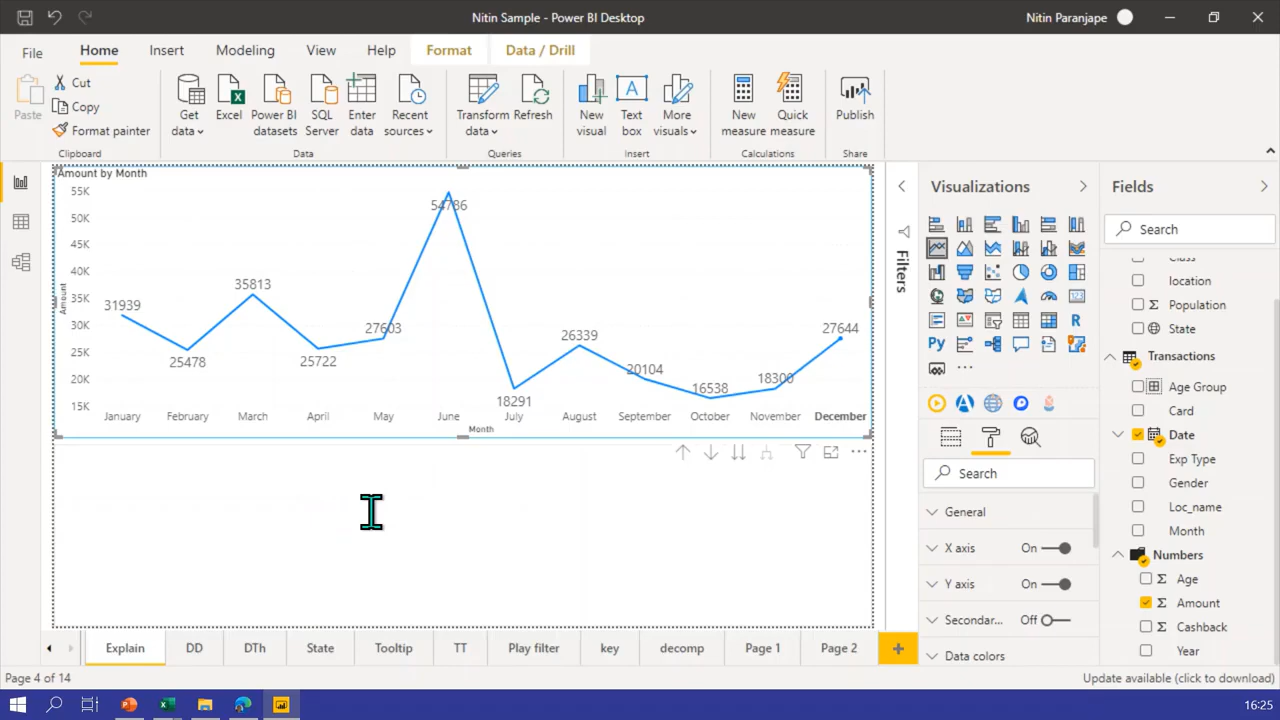 Nitin Sample - Power BI Desktop
Nitin Paranjape
File
Home
Insert
Modeling
View
Help
Format
Data / Drill
Paste
Cut
Copy
Format painter
Clipboard
Get data
Excel
Power BI datasets
SQL Server
Enter data
Recent sources
Data
Transform data
Refresh
Queries
New visual
Text box
A
More visuals
Insert
New measure
Quick measure
Calculations
Publish
Share
Amount by Month
55K
50K
45K
40K
35K
30K
25K
20K
15K
Amount
31939
25478
35813
25722
27603
54786
18291
26339
20104
16538
18300
27644
January
February
March
April
May
June
July
August
September
October
November
December
Month
Filters
Visualizations
R
Py
Search
General
X axis
On
Y axis
On
Secondar...
Off
Data colors
Fields
Search
Class
location
Population
State
Transactions
Age Group
Card
Date
Exp Type
Gender
Loc_name
Month
Numbers
Age
Amount
Cashback
Year
Explain
DD
DTh
State
Tooltip
TT
Play filter
key
decomp
Page 1
Page 2
Page 4 of 14
Update available (click to download)
16:25